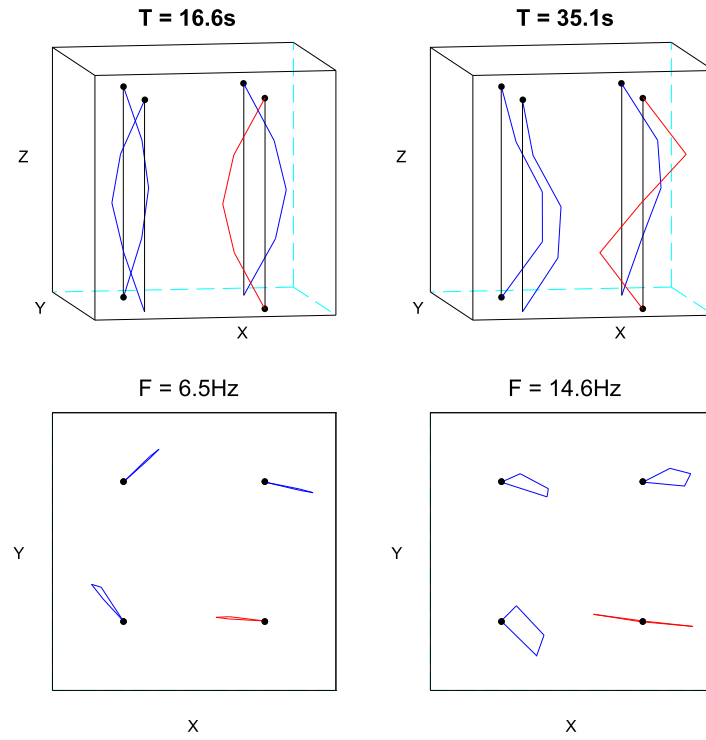 T = 16.6s
T = 35.1s
Z
Z
Y
Y
X
X
F = 6.5Hz
F = 14.6Hz
Y
Y
X
X